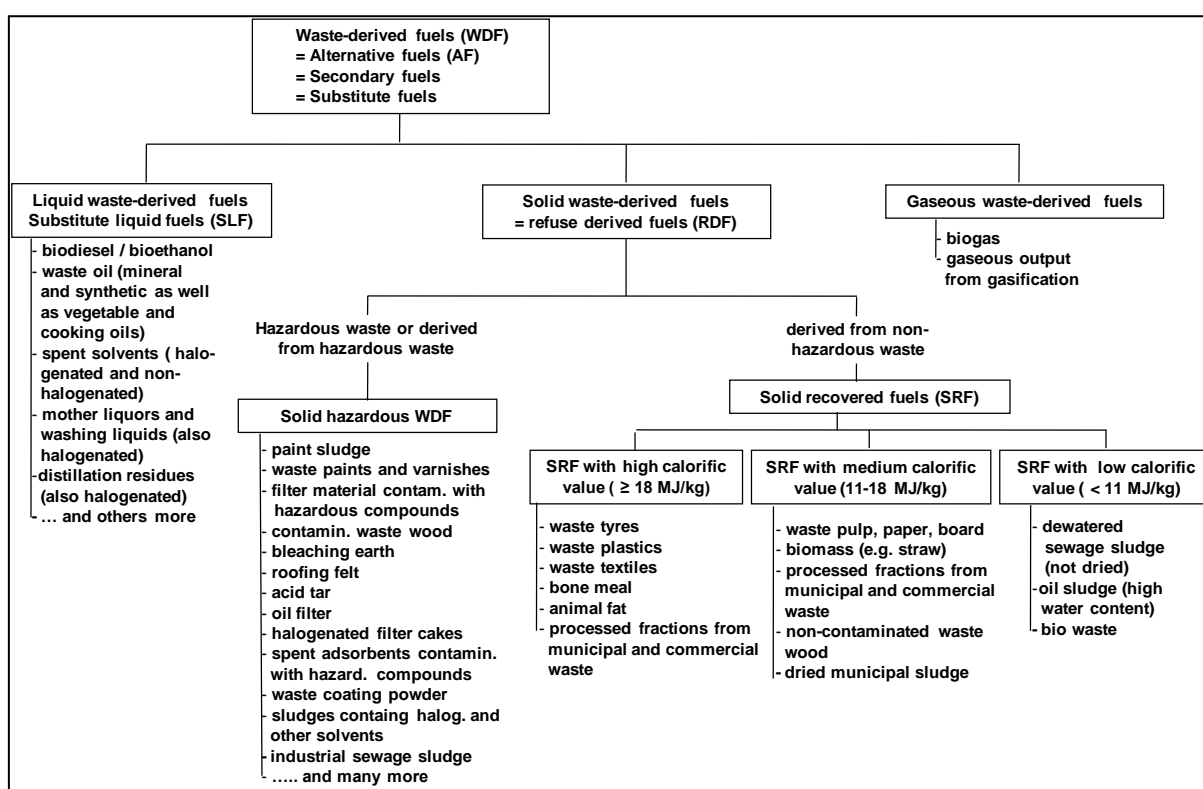 Waste-derived fuels (WDF)
= Alternative fuels (AF)
= Secondary fuels
= Substitute fuels
Liquid waste-derived fuels
Substitute liquid fuels (SLF)
- biodiesel / bioethanol
- waste oil (mineral
and synthetic as well
as vegetable and
cooking oils)
- spent solvents ( halo-
genated and non-
halogenated)
- mother liquors and
washing liquids (also
halogenated)
- distillation residues
(also halogenated)
- ... and others more
Solid waste-derived fuels
= refuse derived fuels (RDF)
Gaseous waste-derived fuels
- biogas
- gaseous output
from gasification
Hazardous waste or derived
from hazardous waste
derived from non-
hazardous waste
Solid hazardous WDF
- paint sludge
- waste paints and varnishes
- filter material contam. with
hazardous compounds
- contamin. waste wood
- bleaching earth
- roofing felt
- acid tar
- oil filter
- halogenated filter cakes
- spent adsorbents contamin.
with hazard. compounds
- waste coating powder
- sludges containg halog. and
other solvents
- industrial sewage sludge
- ..... and many more
Solid recovered fuels (SRF)
SRF with high calorific
value ( ≥ 18 MJ/kg)
- waste tyres
- waste plastics
- waste textiles
- bone meal
- animal fat
- processed fractions from
municipal and commercial
waste
SRF with medium calorific
value (11-18 MJ/kg)
- waste pulp, paper, board
- biomass (e.g. straw)
- processed fractions from
municipal and commercial
waste
- non-contaminated waste
wood
- dried municipal sludge
SRF with low calorific
value ( < 11 MJ/kg)
- dewatered
sewage sludge
(not dried)
- oil sludge (high
water content)
- bio waste